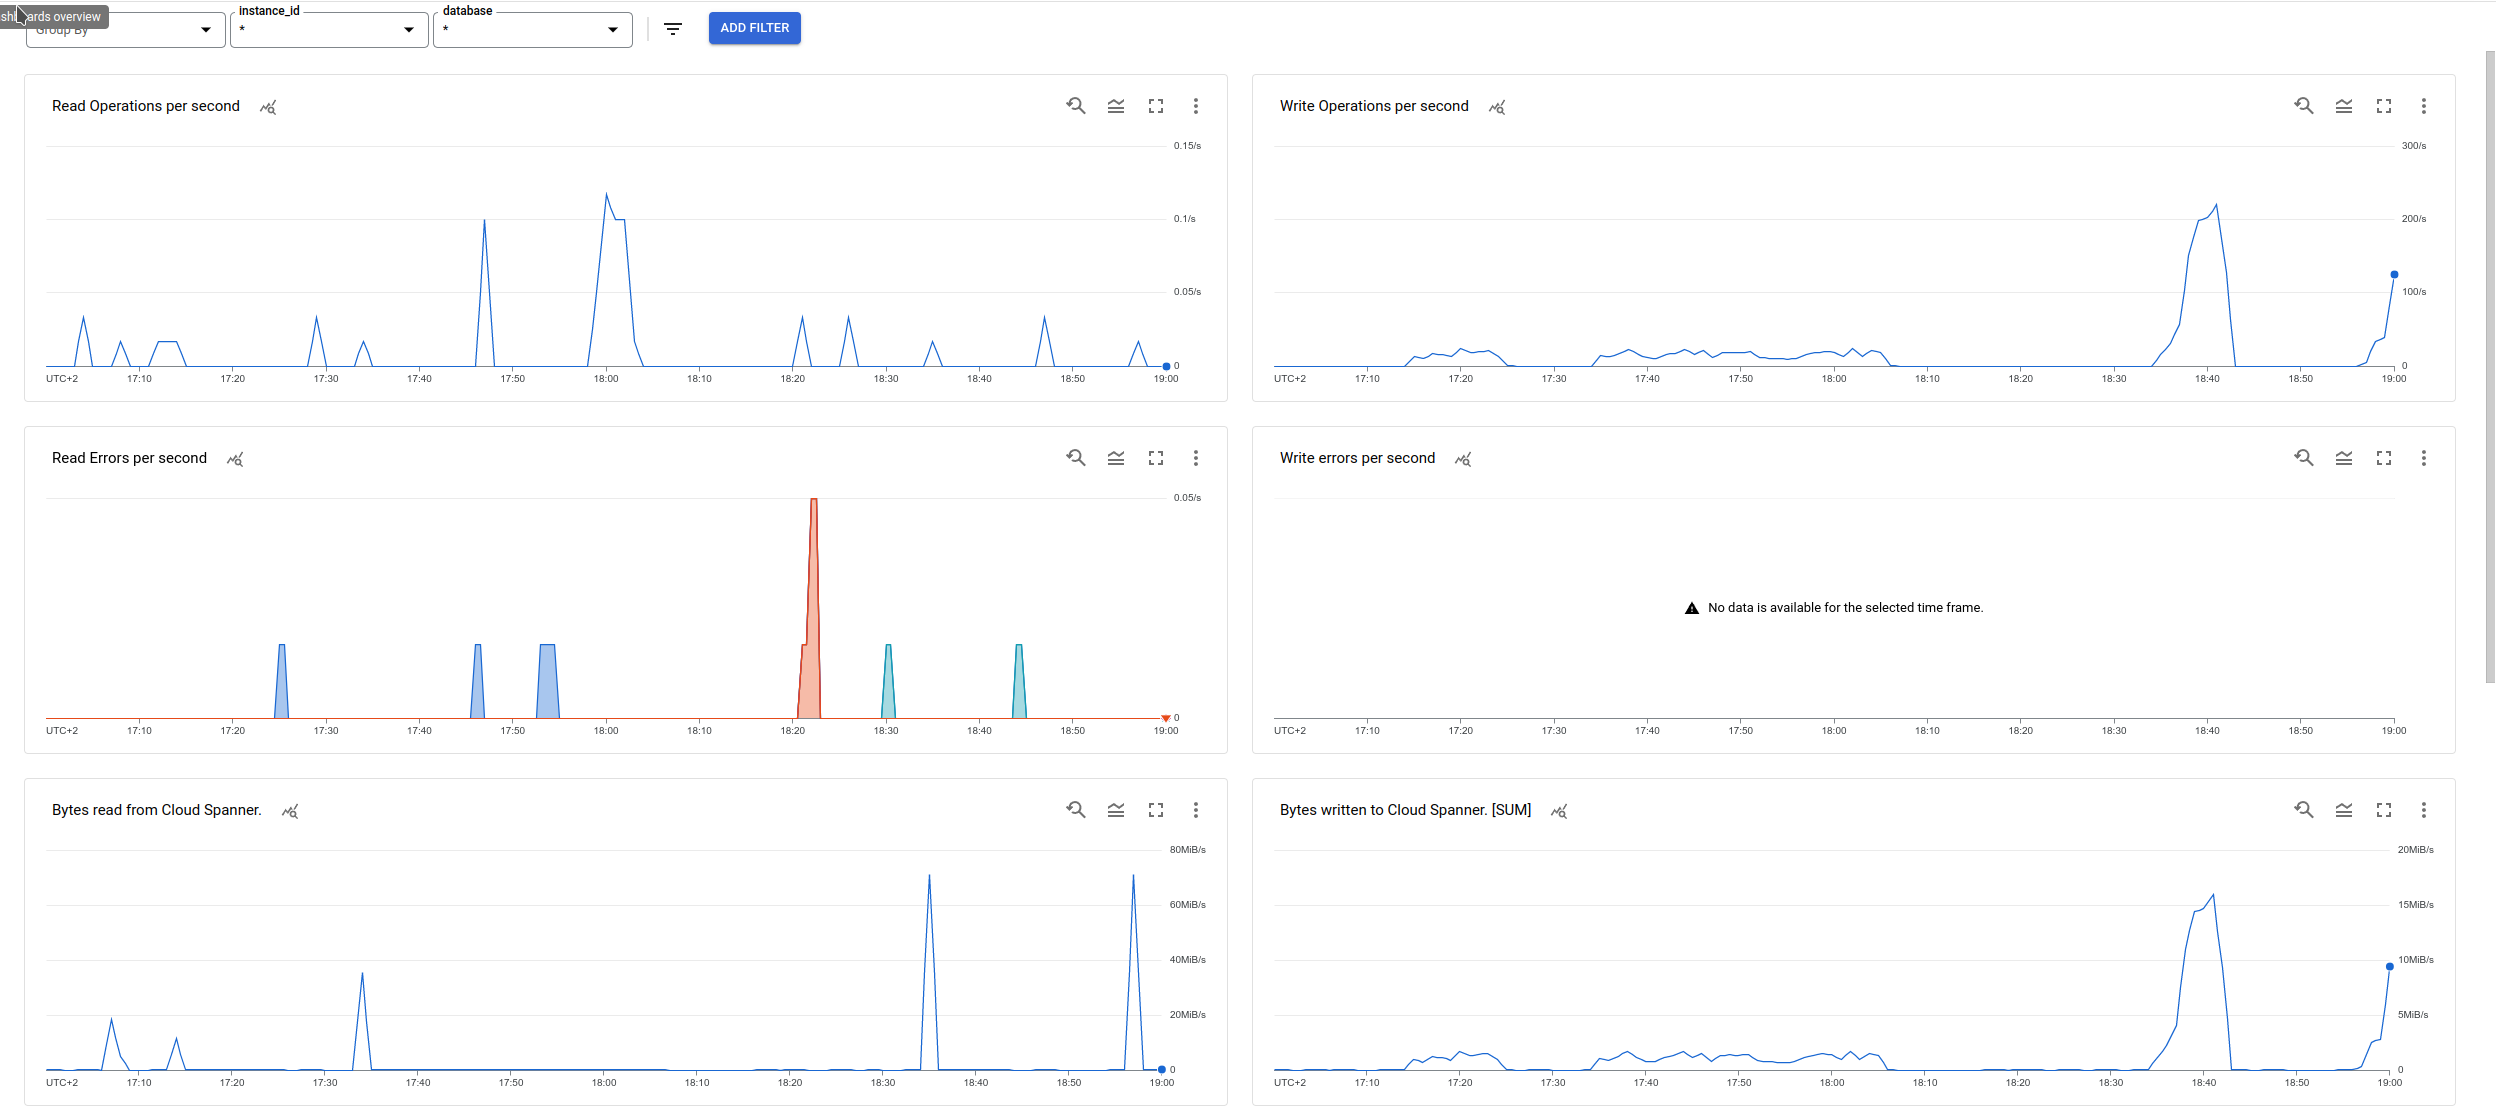 ards overview
Group By
instance_id
*
database
*
ADD FILTER
Read Operations per second
0.15/s
0.1/s
0.05/s
0
UTC+2 17:10 17:20 17:30 17:40 17:50 18:00 18:10 18:20 18:30 18:40 18:50 19:00
Write Operations per second
300/s
200/s
100/s
0
UTC+2 17:10 17:20 17:30 17:40 17:50 18:00 18:10 18:20 18:30 18:40 18:50 19:00
Read Errors per second
0.05/s
0
UTC+2 17:10 17:20 17:30 17:40 17:50 18:00 18:10 18:20 18:30 18:40 18:50 19:00
Write errors per second
No data is available for the selected time frame.
UTC+2 17:10 17:20 17:30 17:40 17:50 18:00 18:10 18:20 18:30 18:40 18:50 19:00
Bytes read from Cloud Spanner.
80MiB/s
60MiB/s
40MiB/s
20MiB/s
0
UTC+2 17:10 17:20 17:30 17:40 17:50 18:00 18:10 18:20 18:30 18:40 18:50 19:00
Bytes written to Cloud Spanner. [SUM]
20MiB/s
15MiB/s
10MiB/s
5MiB/s
0
UTC+2 17:10 17:20 17:30 17:40 17:50 18:00 18:10 18:20 18:30 18:40 18:50 19:00